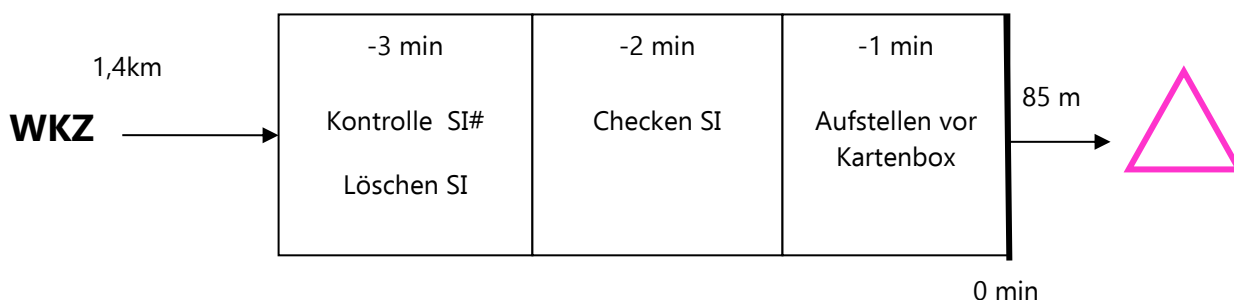 1,4km
WKZ
-3 min
Kontrolle SI#
Löschen SI
-2 min
Checken SI
-1 min
Aufstellen vor
Kartenbox
85 m
0 min